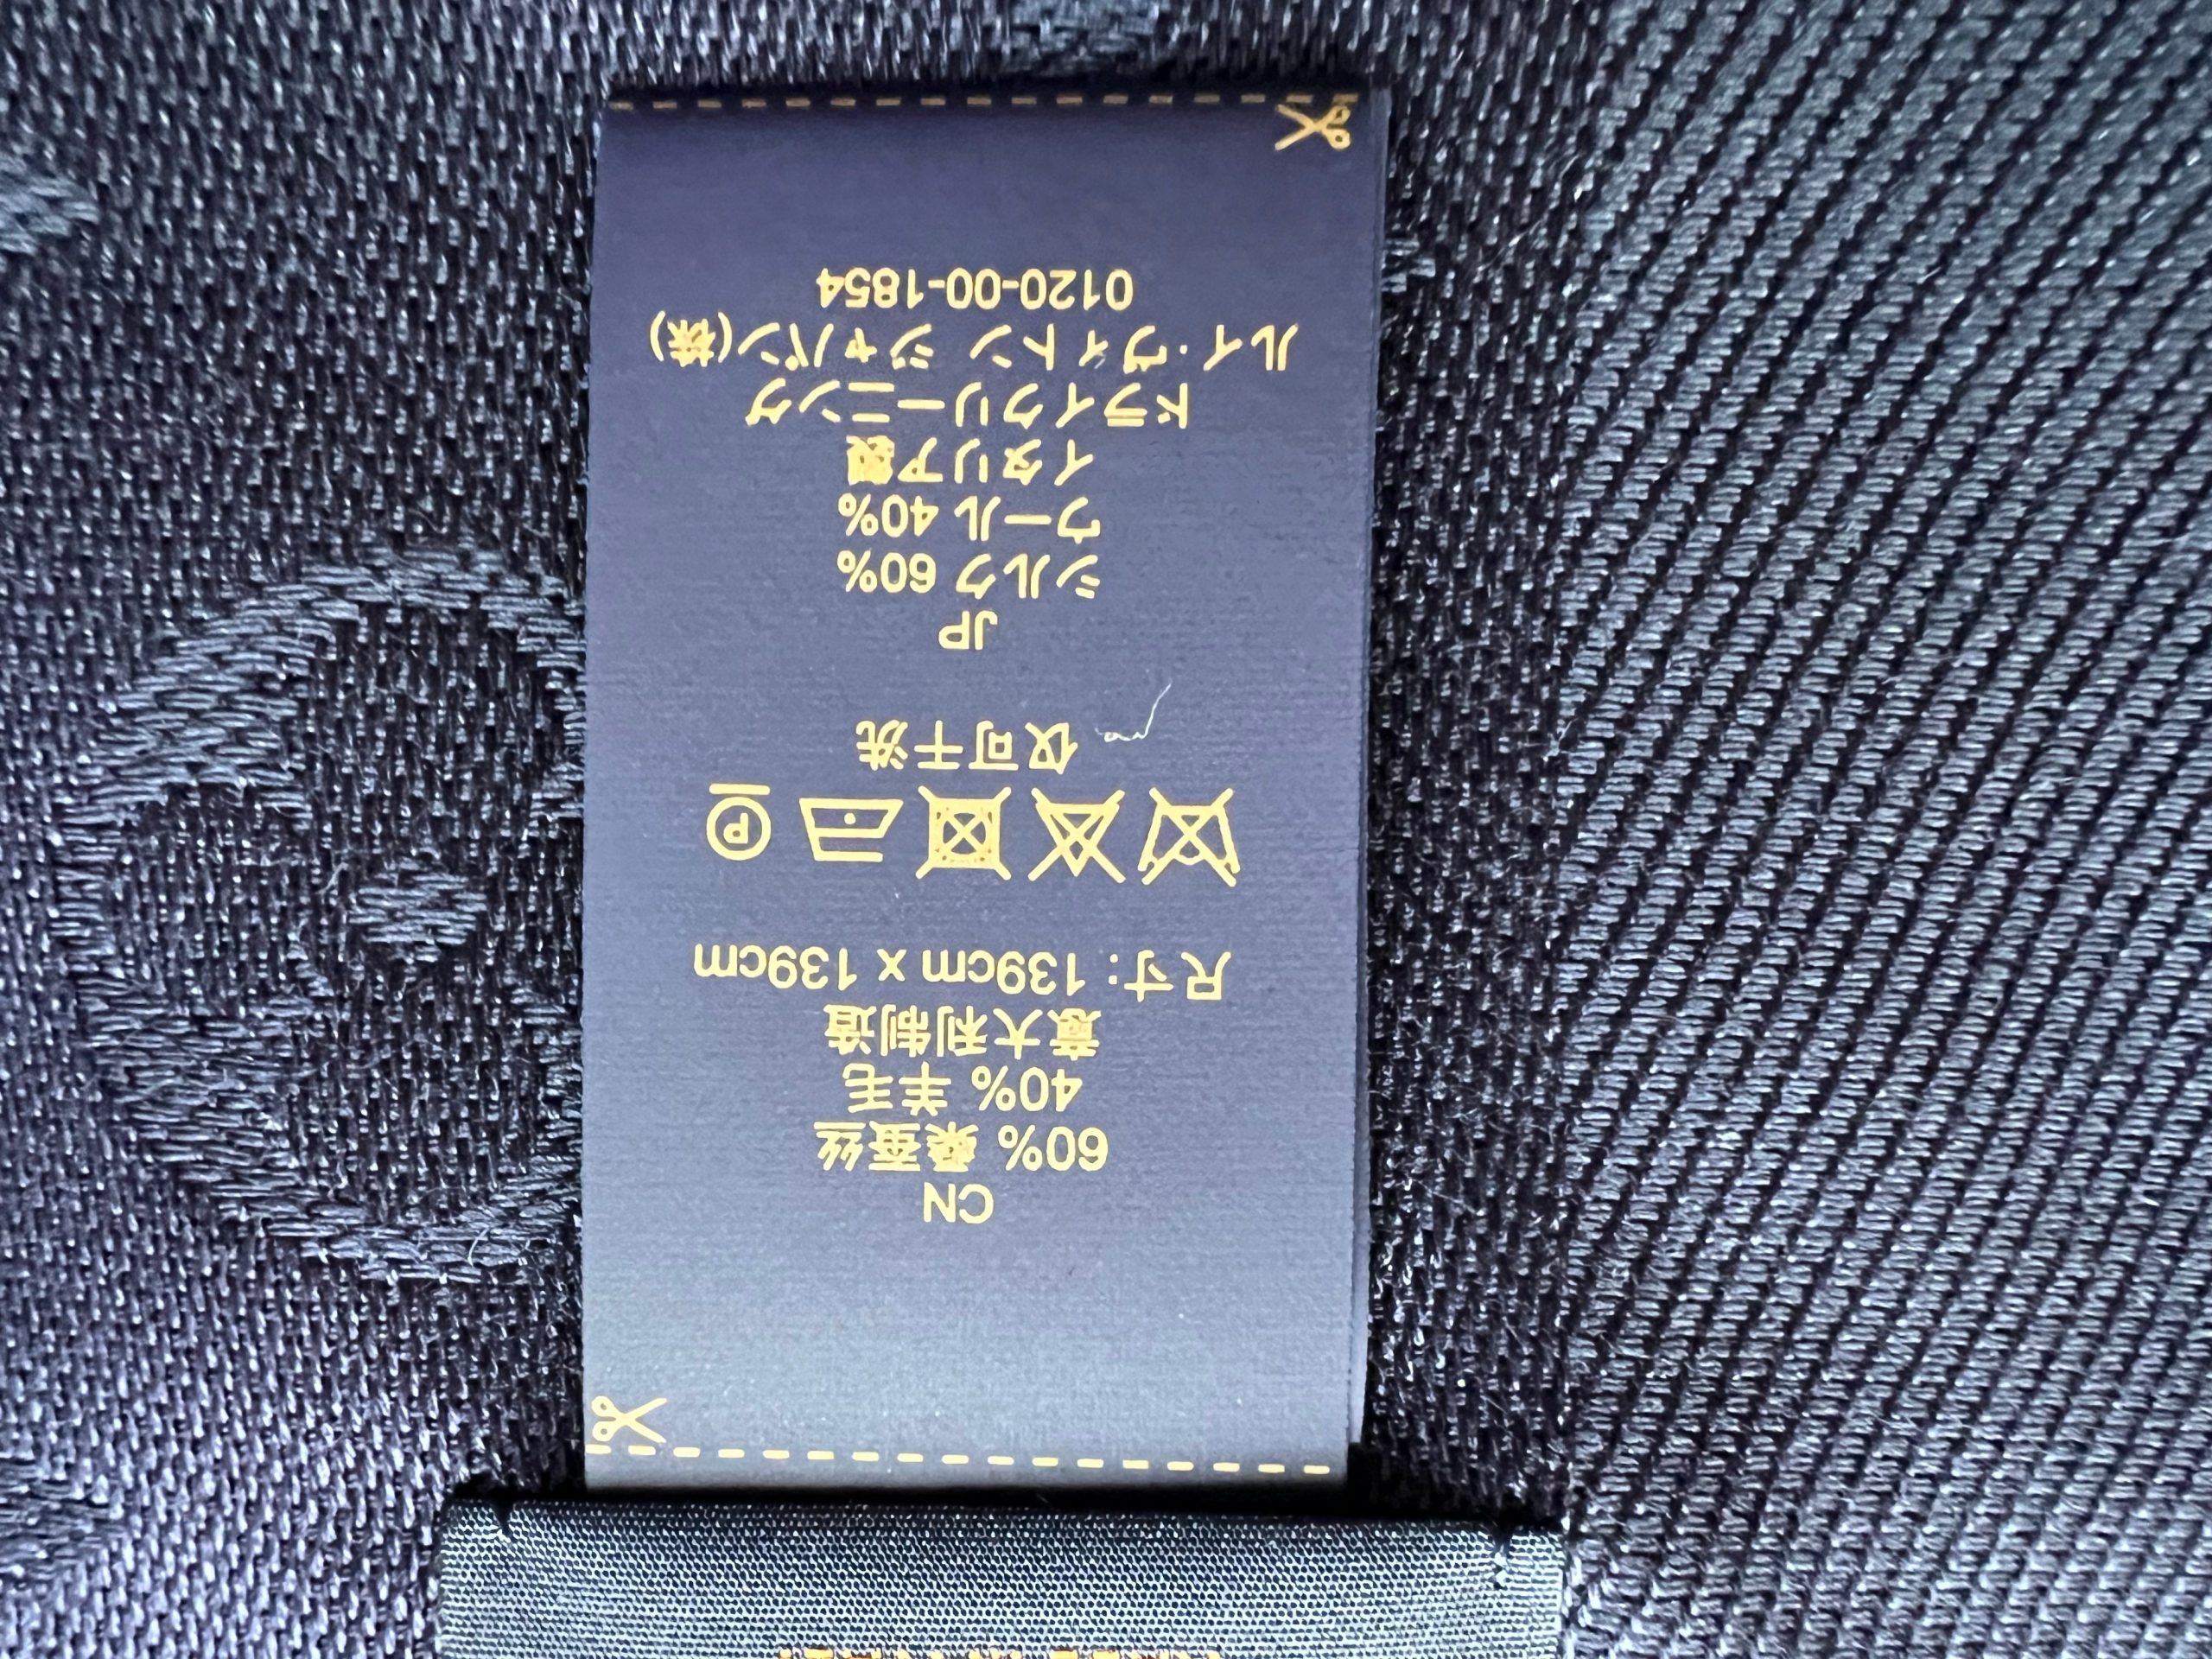 CN
60% 桑蚕丝
40% 羊毛
意大利制造
尺寸: 139cm x 139cm
仅可干洗
JP
シルク 60%
ウール 40%
イタリア製
ドライクリーニング
ルイ・ヴィトン ジャパン(株)
0120-00-1854